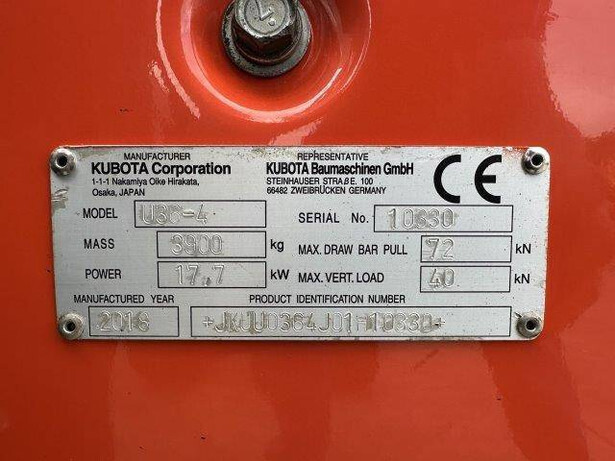 MANUFACTURER
KUBOTA Corporation
1-1-1 Nakamiya Oike Hirakata,
Osaka, JAPAN
REPRESENTATIVE
KUBOTA Baumaschinen GmbH
STEINHAUSER STRAßE. 100
66482 ZWEIBRÜCKEN GERMANY
CE
MODEL U36-4
SERIAL No. 10330
MASS 3900 kg
MAX. DRAW BAR PULL 72 kN
POWER 17,7 kW
MAX. VERT. LOAD 40 kN
MANUFACTURED YEAR
2016
PRODUCT IDENTIFICATION NUMBER
*JKUU0364J01H10330*